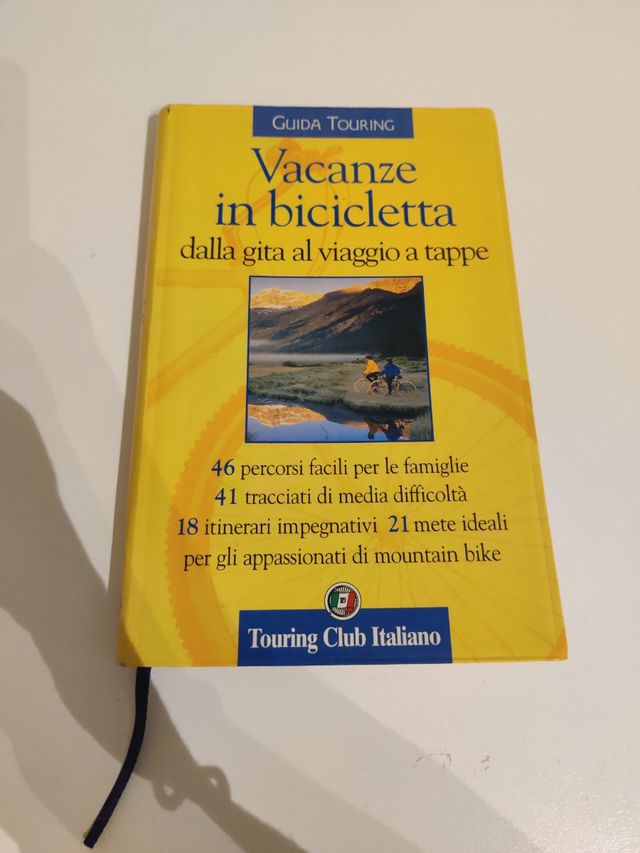 GUIDA TOURING
Vacanze
in bicicletta
dalla gita al viaggio a tappe
46 percorsi facili per le famiglie
41 tracciati di media difficoltà
18 itinerari impegnativi 21 mete ideali
per gli appassionati di mountain bike
Touring Club Italiano